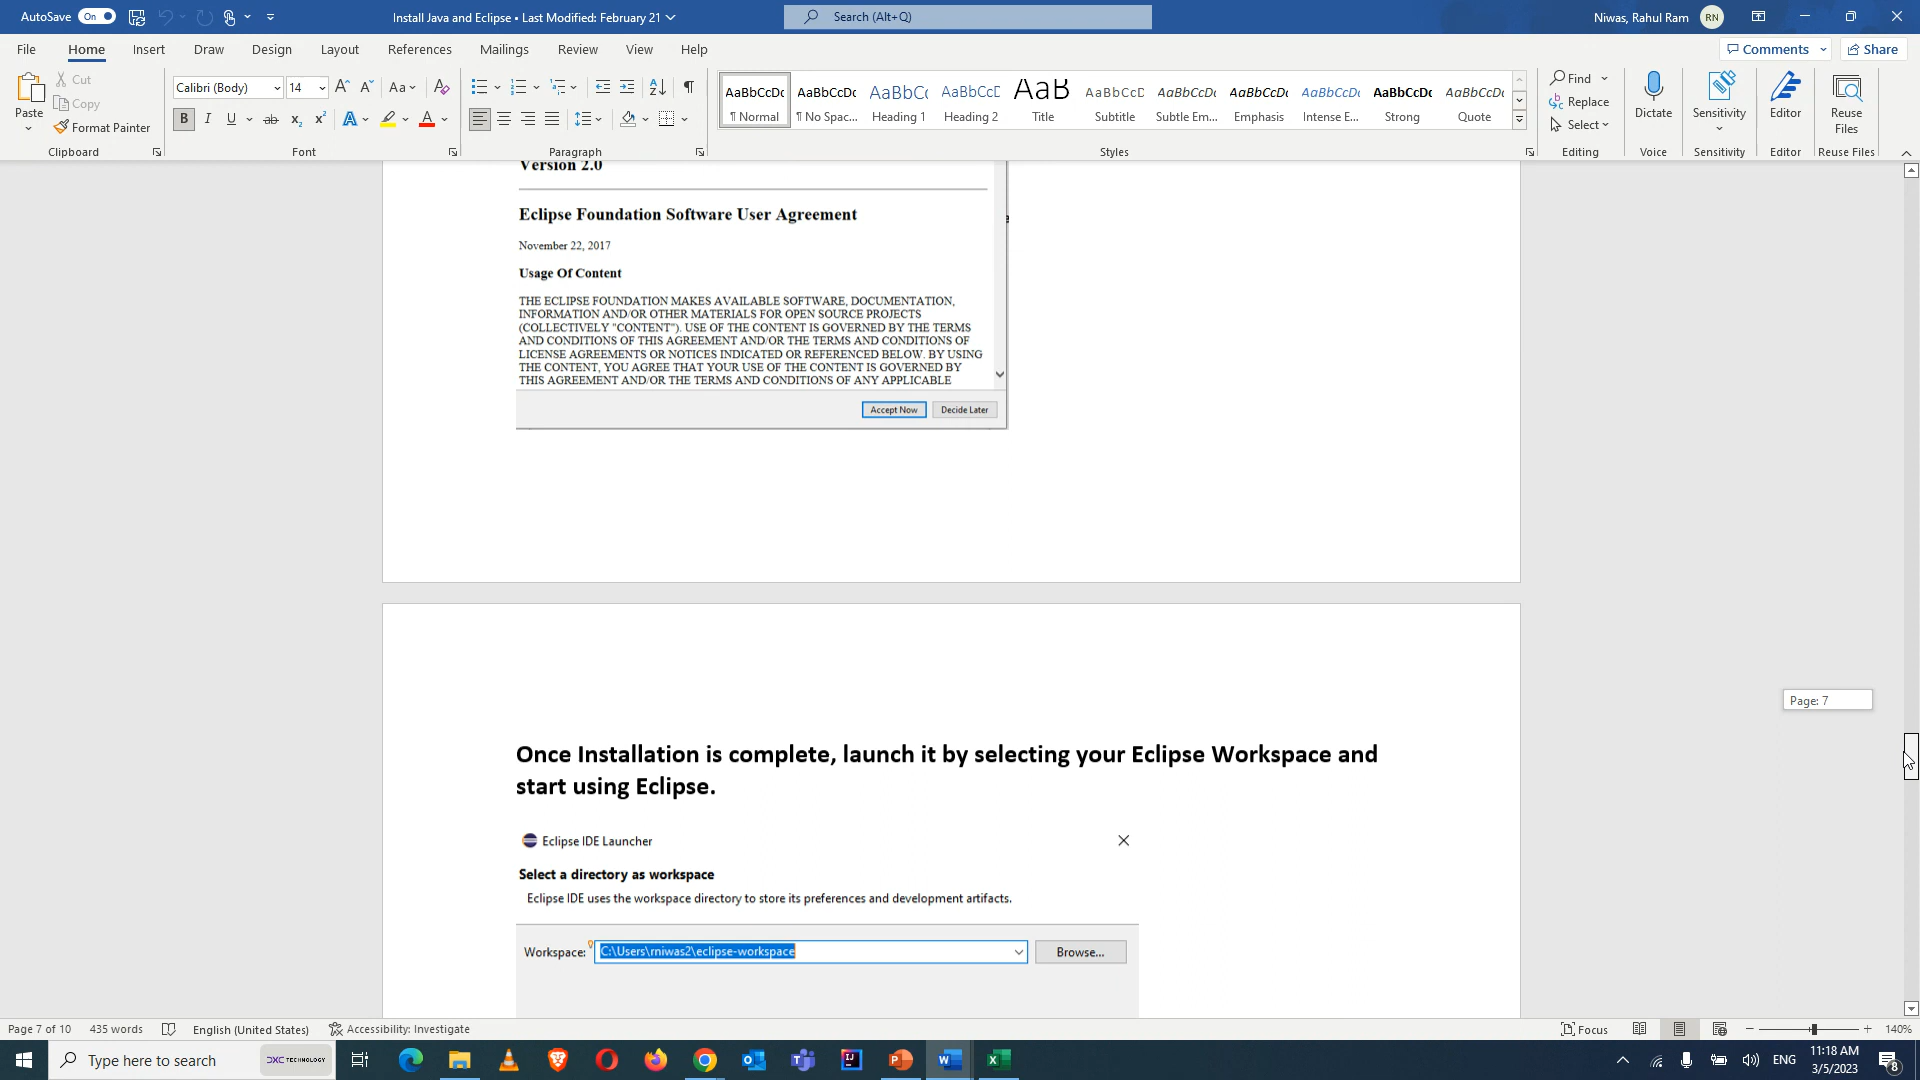 AutoSave On
Install Java and Eclipse • Last Modified: February 21
Search (Alt+Q)
Niwas, Rahul Ram RN
File Home Insert Draw Design Layout References Mailings Review View Help
Comments Share
Paste
Cut
Copy
Format Painter
Clipboard
Calibri (Body) 14
Font
Paragraph
AaBbCcDc AaBbCcDc AaBbCc AaBbCcD AaB AaBbCcD AaBbCcDc AaBbCcDc AaBbCcDc AaBbCcDc AaBbCcDc
¶ Normal ¶ No Spac... Heading 1 Heading 2 Title Subtitle Subtle Em... Emphasis Intense E... Strong Quote
Styles
Find
Replace
Select
Editing
Dictate
Voice
Sensitivity
Sensitivity
Editor
Editor
Reuse
Files
Reuse Files
Version 2.0
Eclipse Foundation Software User Agreement
November 22, 2017
Usage Of Content
THE ECLIPSE FOUNDATION MAKES AVAILABLE SOFTWARE, DOCUMENTATION,
INFORMATION AND/OR OTHER MATERIALS FOR OPEN SOURCE PROJECTS
(COLLECTIVELY "CONTENT"). USE OF THE CONTENT IS GOVERNED BY THE TERMS
AND CONDITIONS OF THIS AGREEMENT AND/OR THE TERMS AND CONDITIONS OF
LICENSE AGREEMENTS OR NOTICES INDICATED OR REFERENCED BELOW. BY USING
THE CONTENT, YOU AGREE THAT YOUR USE OF THE CONTENT IS GOVERNED BY
THIS AGREEMENT AND/OR THE TERMS AND CONDITIONS OF ANY APPLICABLE
Accept Now Decide Later
Page: 7
Once Installation is complete, launch it by selecting your Eclipse Workspace and
start using Eclipse.
Eclipse IDE Launcher
Select a directory as workspace
Eclipse IDE uses the workspace directory to store its preferences and development artifacts.
Workspace: C:\Users\rniwas2\eclipse-workspace Browse...
Page 7 of 10 435 words English (United States) Accessibility: Investigate
Focus 140%
Type here to search DXC TECHNOLOGY
ENG
11:18 AM
3/5/2023
8